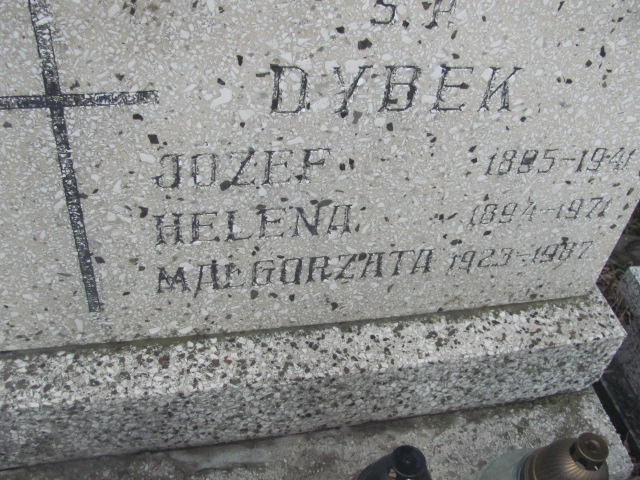 Ś.P.
DYBEK
JÓZEF 1885-1941
HELENA 1894-1971
MAŁGORZATA 1923-1987